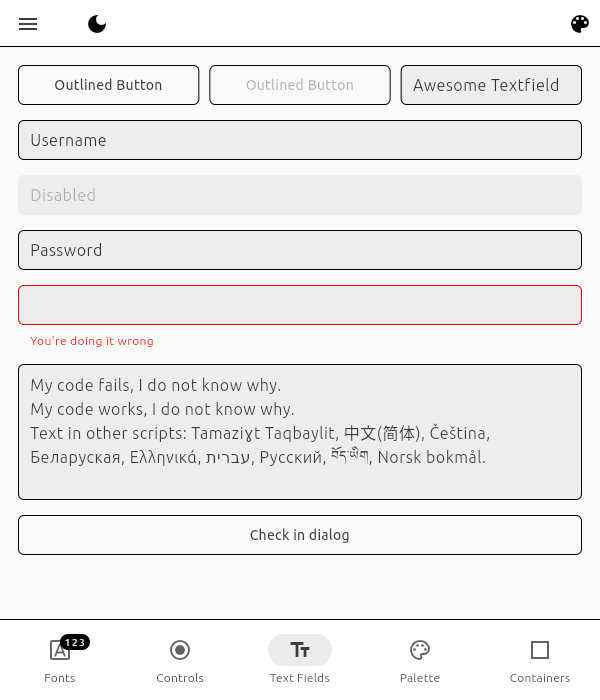 Outlined Button
Outlined Button
Awesome Textfield
Username
Disabled
Password
You're doing it wrong
My code fails, I do not know why.
My code works, I do not know why.
Text in other scripts: Tamaziɣt Taqbaylit, 中文(简体), Čeština,
Беларуская, Ελληνικά, עברית, Русский, བོད་ཡིག, Norsk bokmål.
Check in dialog
123
Fonts
Controls
Text Fields
Palette
Containers